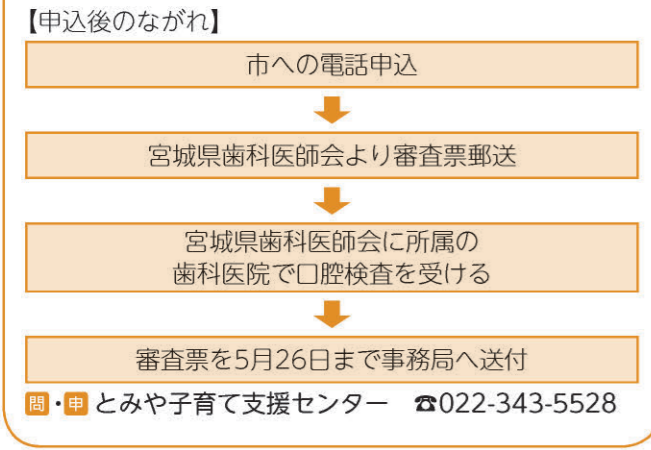 【申込後のながれ】
市への電話申込
宮城県歯科医師会より審査票郵送
宮城県歯科医師会に所属の
歯科医院で口腔検査を受ける
審査票を5月26日まで事務局へ送付
問・申 とみや子育て支援センター ☎022-343-5528